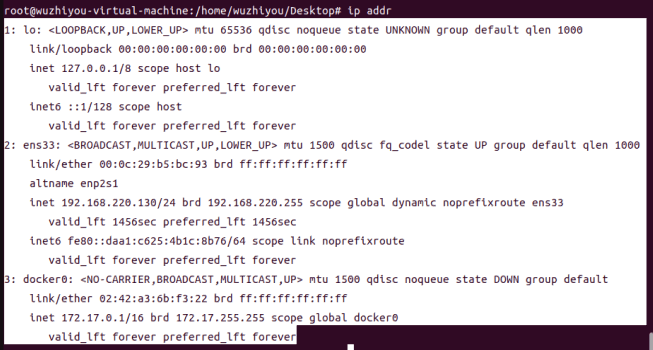 root@wuzhiyou-virtual-machine:/home/wuzhiyou/Desktop# ip addr
1: lo: <LOOPBACK,UP,LOWER_UP> mtu 65536 qdisc noqueue state UNKNOWN group default qlen 1000
    link/loopback 00:00:00:00:00:00 brd 00:00:00:00:00:00
    inet 127.0.0.1/8 scope host lo
       valid_lft forever preferred_lft forever
    inet6 ::1/128 scope host
       valid_lft forever preferred_lft forever
2: ens33: <BROADCAST,MULTICAST,UP,LOWER_UP> mtu 1500 qdisc fq_codel state UP group default qlen 1000
    link/ether 00:0c:29:b5:bc:93 brd ff:ff:ff:ff:ff:ff
    altname enp2s1
    inet 192.168.220.130/24 brd 192.168.220.255 scope global dynamic noprefixroute ens33
       valid_lft 1456sec preferred_lft 1456sec
    inet6 fe80::daa1:c625:4b1c:8b76/64 scope link noprefixroute
       valid_lft forever preferred_lft forever
3: docker0: <NO-CARRIER,BROADCAST,MULTICAST,UP> mtu 1500 qdisc noqueue state DOWN group default
    link/ether 02:42:a3:6b:f3:22 brd ff:ff:ff:ff:ff:ff
    inet 172.17.0.1/16 brd 172.17.255.255 scope global docker0
       valid_lft forever preferred_lft forever